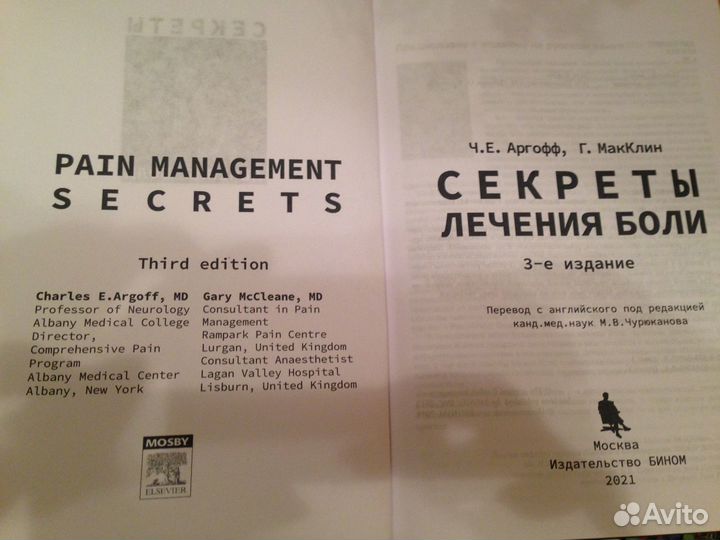 СЕКРЕТЫ
PAIN MANAGEMENT
SECRETS
Third edition
Charles E.Argoff, MD
Professor of Neurology
Albany Medical College
Director,
Comprehensive Pain
Program
Albany Medical Center
Albany, New York
Gary McCleane, MD
Consultant in Pain
Management
Rampark Pain Centre
Lurgan, United Kingdom
Consultant Anaesthetist
Lagan Valley Hospital
Lisburn, United Kingdom
MOSBY
ELSEVIER
Ч.Е. Аргофф, Г. МакКлин
СЕКРЕТЫ
ЛЕЧЕНИЯ БОЛИ
3-е издание
Перевод с английского под редакцией
канд.мед.наук М.В.Чурюканова
Москва
Издательство БИНОМ
2021
Avito